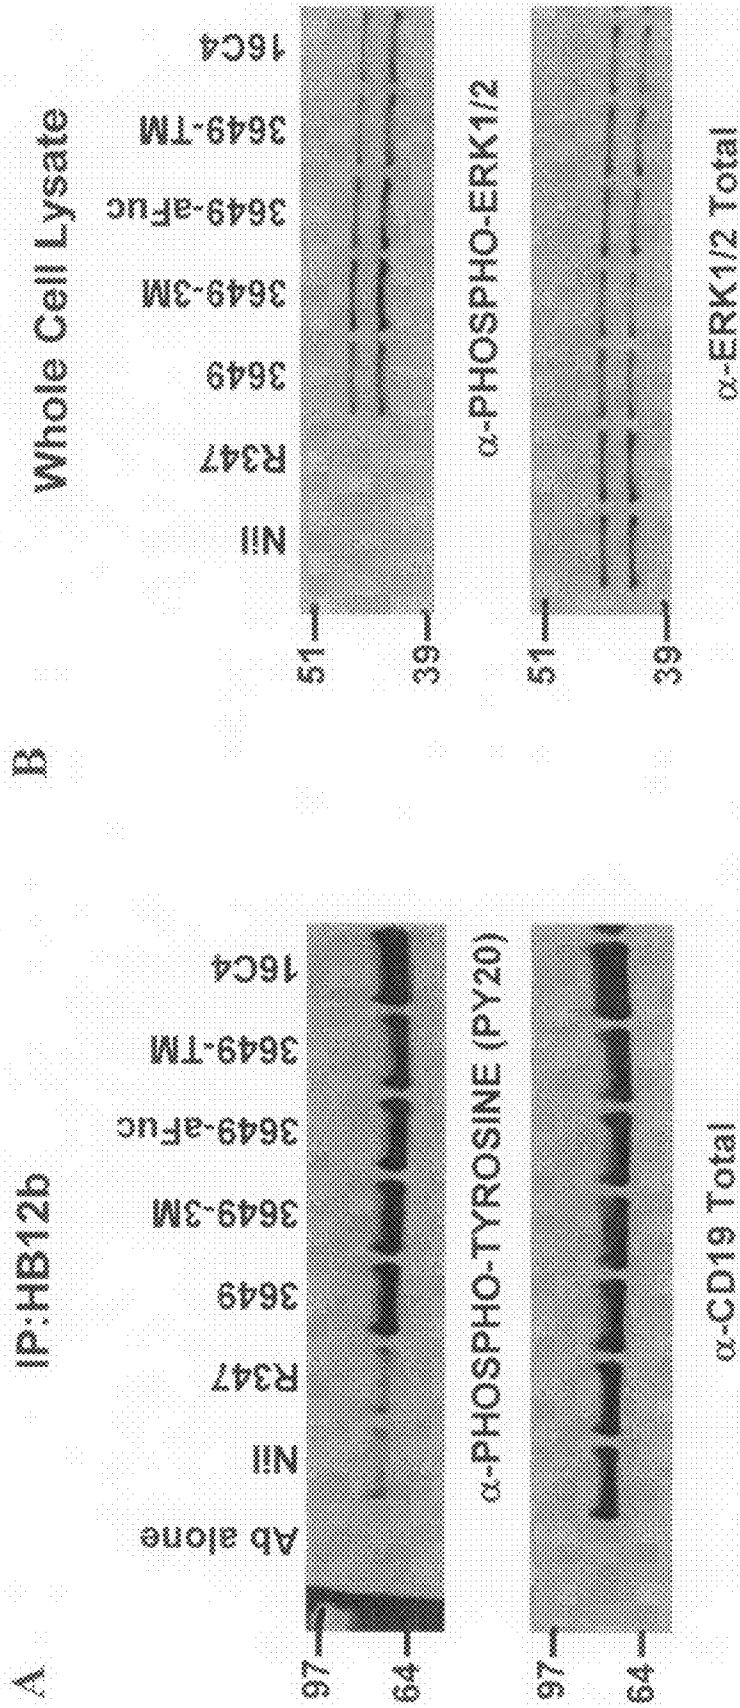 A
IP:HB12b
Ab alone
Nil
R347
3649
3649-3M
3649-aFuc
3649-TM
16C4
97
64
α-PHOSPHO-TYROSINE (PY20)
97
64
α-CD19 Total
B
Whole Cell Lysate
Nil
R347
3649
3649-3M
3649-aFuc
3649-TM
16C4
51
39
α-PHOSPHO-ERK1/2
51
39
α-ERK1/2 Total